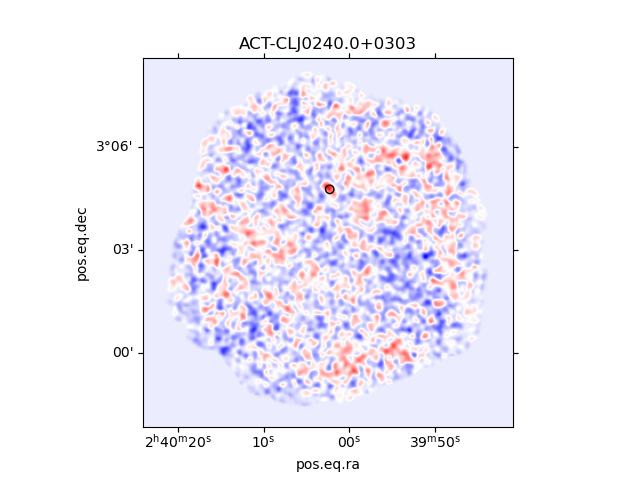 ACT-CLJ0240.0+0303
3°06'
03'
00'
2ʰ40ᵐ20ˢ 10ˢ 00ˢ 39ᵐ50ˢ
pos.eq.dec
pos.eq.ra